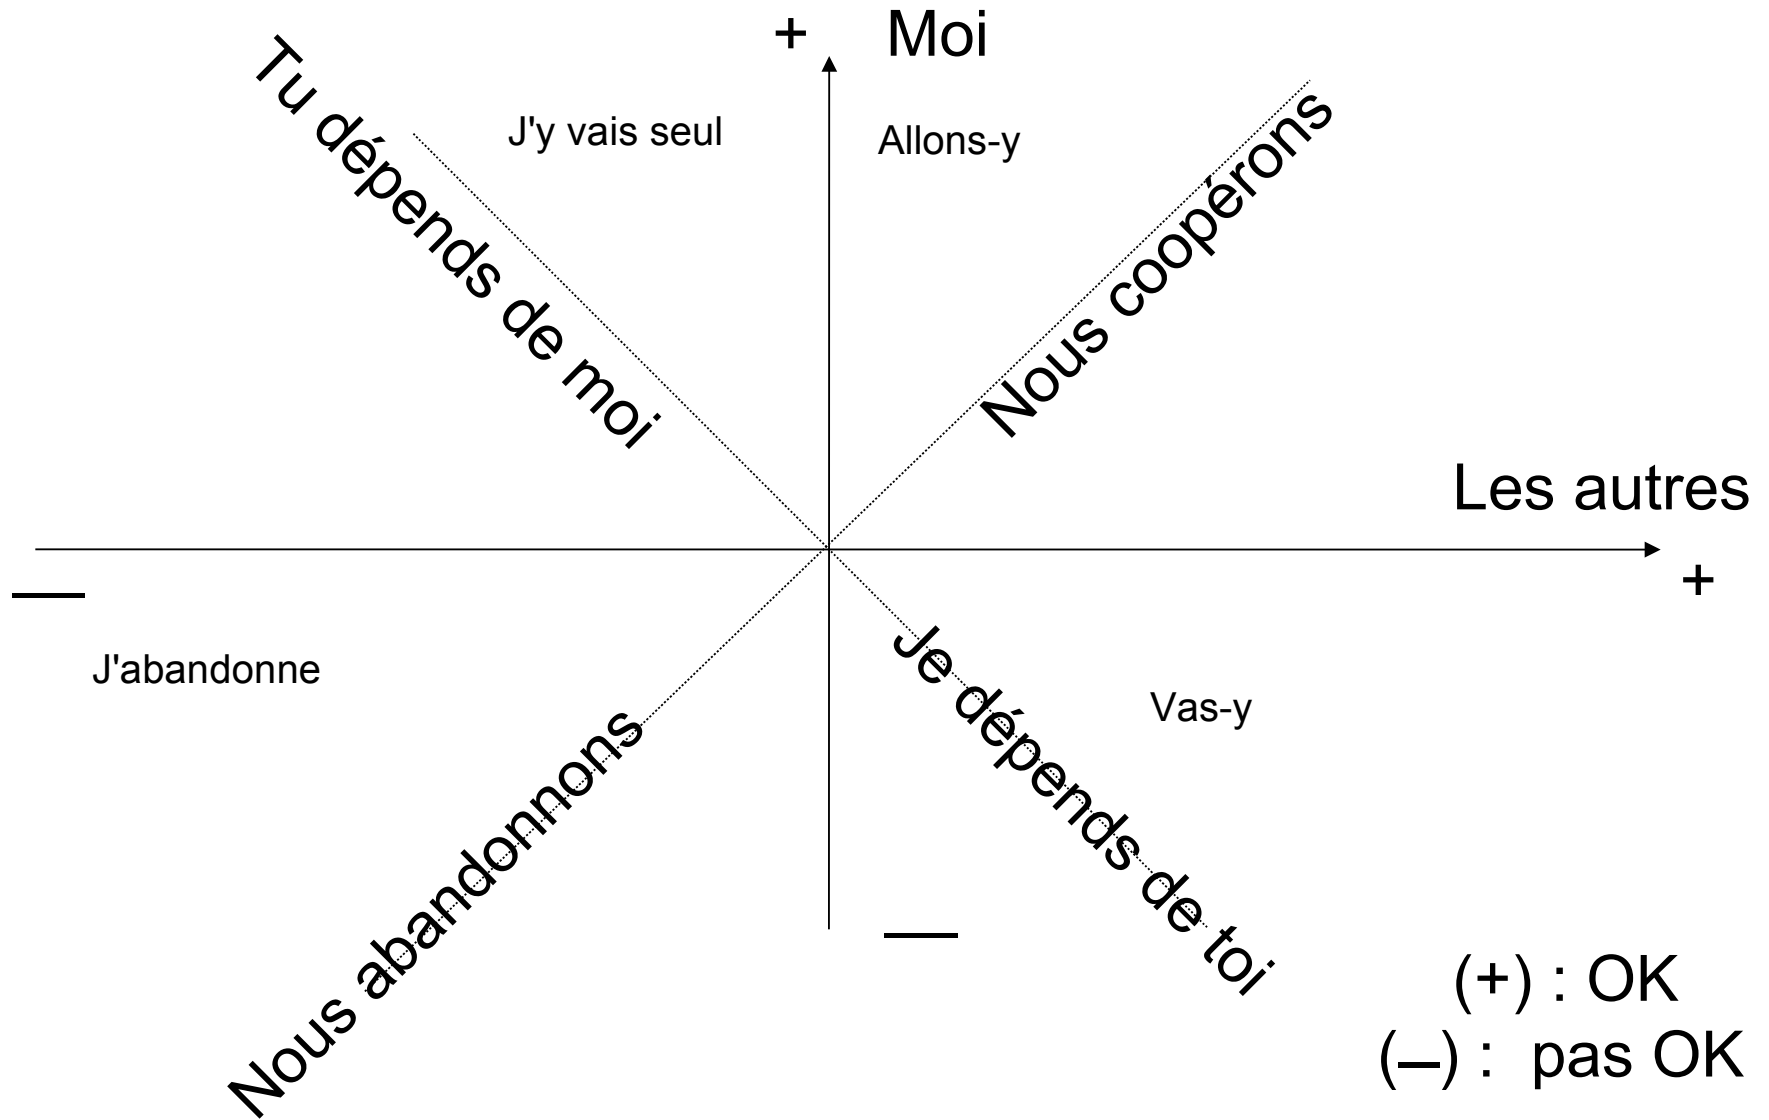 + Moi
Tu dépends de moi
J'y vais seul
Allons-y
Nous coopérons
Les autres
+
—
J'abandonne
Je dépends de toi
Vas-y
Nous abandonnons
—
(+) : OK
(—) : pas OK